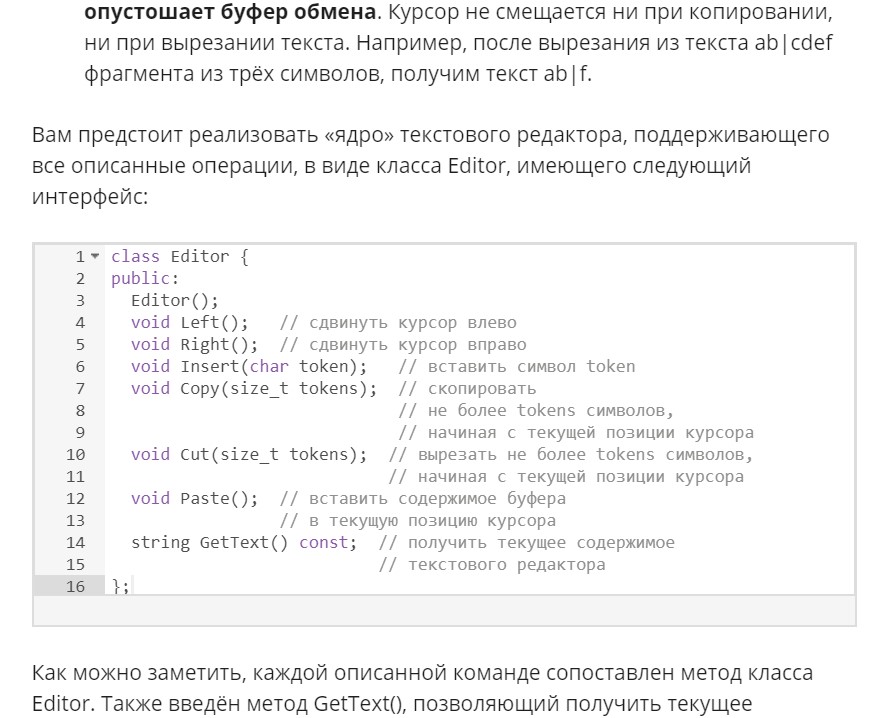 опустошает буфер обмена. Курсор не смещается ни при копировании,
ни при вырезании текста. Например, после вырезания из текста ab|cdef
фрагмента из трёх символов, получим текст ab|f.
Вам предстоит реализовать «ядро» текстового редактора, поддерживающего
все описанные операции, в виде класса Editor, имеющего следующий
интерфейс:
1 class Editor {
2 public:
3 Editor();
4 void Left(); // сдвинуть курсор влево
5 void Right(); // сдвинуть курсор вправо
6 void Insert(char token); // вставить символ token
7 void Copy(size_t tokens); // скопировать
8 // не более tokens символов,
9 // начиная с текущей позиции курсора
10 void Cut(size_t tokens); // вырезать не более tokens символов,
11 // начиная с текущей позиции курсора
12 void Paste(); // вставить содержимое буфера
13 // в текущую позицию курсора
14 string GetText() const; // получить текущее содержимое
15 // текстового редактора
16 };
Как можно заметить, каждой описанной команде сопоставлен метод класса
Editor. Также введён метод GetText(), позволяющий получить текущее